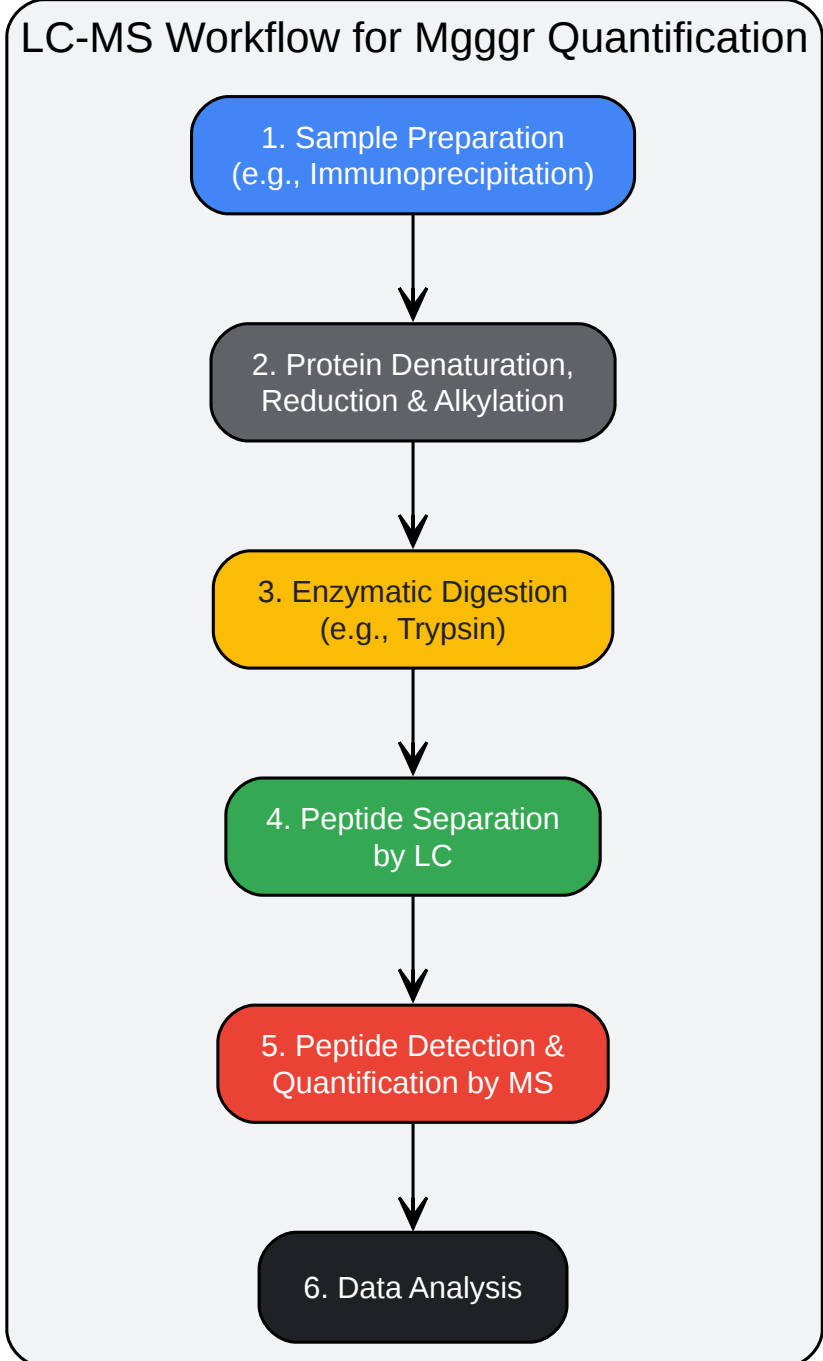 LC-MS Workflow for Mgggr Quantification
1. Sample Preparation
(e.g., Immunoprecipitation)
2. Protein Denaturation,
Reduction & Alkylation
3. Enzymatic Digestion
(e.g., Trypsin)
4. Peptide Separation
by LC
5. Peptide Detection &
Quantification by MS
6. Data Analysis